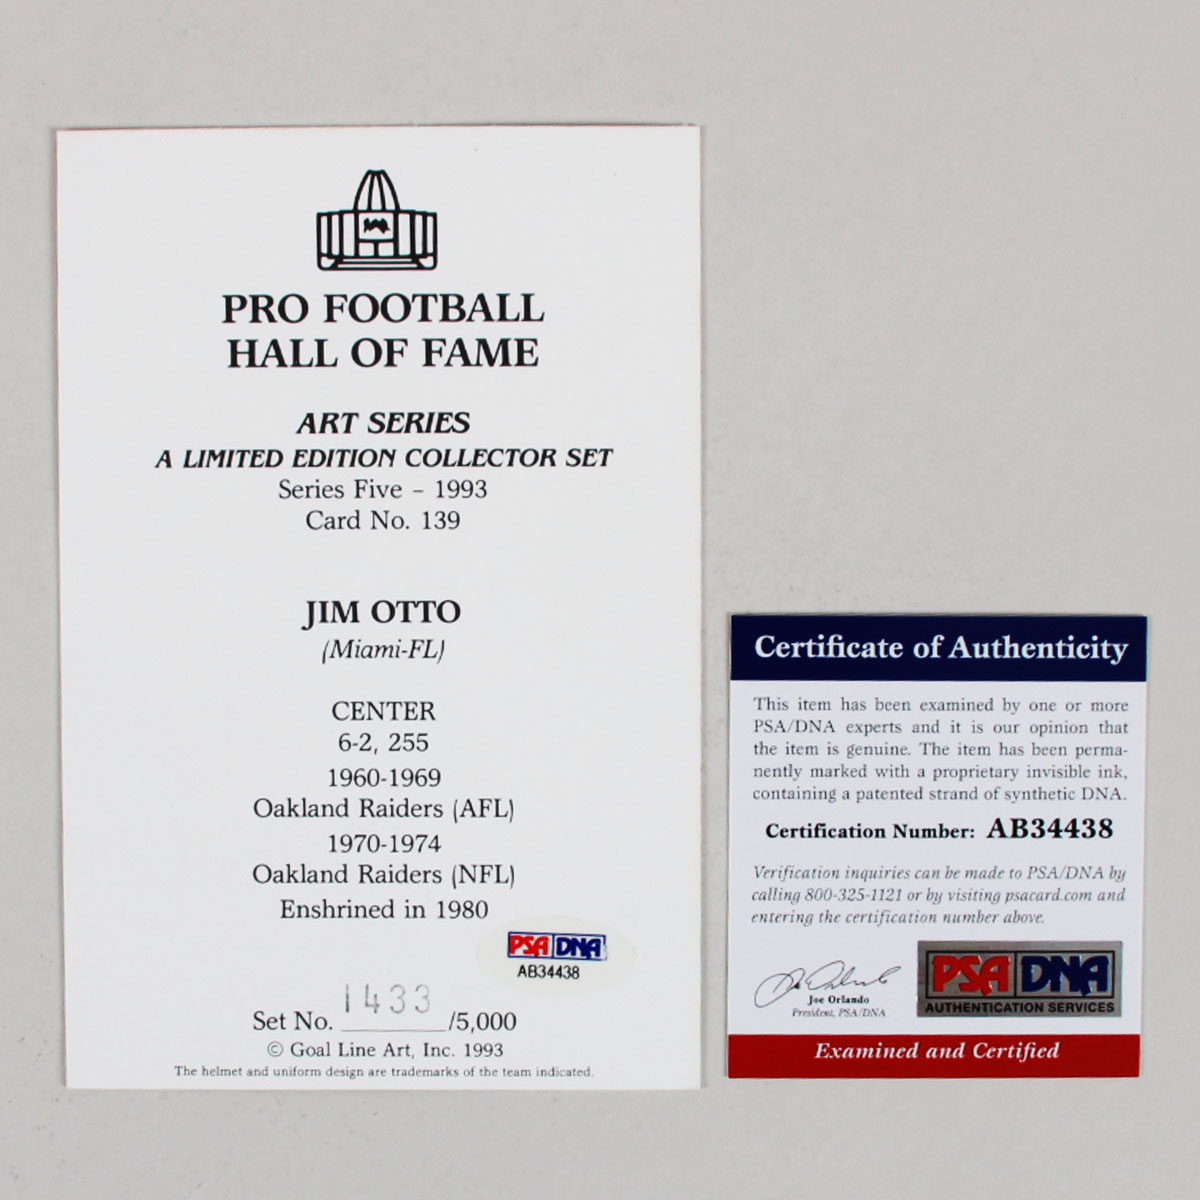 PRO FOOTBALL
HALL OF FAME
ART SERIES
A LIMITED EDITION COLLECTOR SET
Series Five – 1993
Card No. 139
JIM OTTO
(Miami-FL)
CENTER
6-2, 255
1960-1969
Oakland Raiders (AFL)
1970-1974
Oakland Raiders (NFL)
Enshrined in 1980
PSA DNA
AB34438
Set No. 1433/5,000
© Goal Line Art, Inc. 1993
The helmet and uniform design are trademarks of the team indicated.
Certificate of Authenticity
This item has been examined by one or more
PSA/DNA experts and it is our opinion that
the item is genuine. The item has been perma-
nently marked with a proprietary invisible ink,
containing a patented strand of synthetic DNA.
Certification Number: AB34438
Verification inquiries can be made to PSA/DNA by
calling 800-325-1121 or by visiting psacard.com and
entering the certification number above.
Joe Orlando
President, PSA/DNA
PSA DNA
AUTHENTICATION SERVICES
Examined and Certified